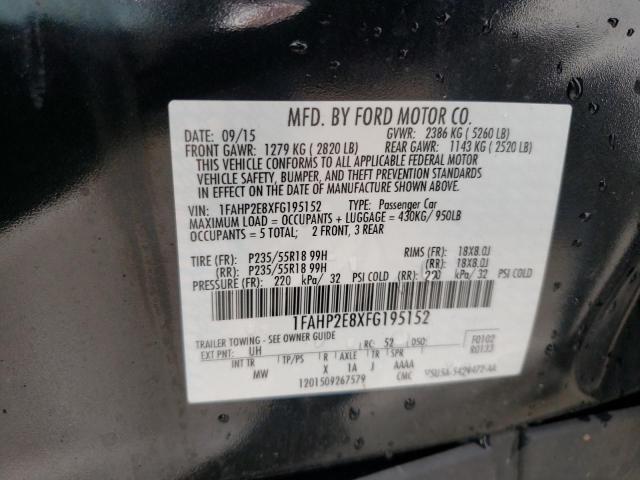 MFD. BY FORD MOTOR CO.
DATE: 09/15 GVWR: 2386 KG ( 5260 LB)
FRONT GAWR: 1279 KG ( 2820 LB) REAR GAWR: 1143 KG ( 2520 LB)
THIS VEHICLE CONFORMS TO ALL APPLICABLE FEDERAL MOTOR
VEHICLE SAFETY, BUMPER, AND THEFT PREVENTION STANDARDS
IN EFFECT ON THE DATE OF MANUFACTURE SHOWN ABOVE.
VIN: 1FAHP2E8XFG195152 TYPE: Passenger Car
MAXIMUM LOAD = OCCUPANTS + LUGGAGE = 430KG/ 950LB
OCCUPANTS = 5 TOTAL; 2 FRONT, 3 REAR
TIRE (FR): P235/55R18 99H RIMS (FR): 18X8.0J
(RR): P235/55R18 99H (RR): 18X8.0J
PRESSURE (FR): 220 kPa/ 32 PSI COLD (RR): 220 kPa/ 32 PSI COLD
1FAHP2E8XFG195152
TRAILER TOWING - SEE OWNER GUIDE
EXT PNT: UH RC: 52 DSO: F0102
R0133
INT TR TP/PS R AXLE TR SPR
MW X 1A J AAAA
1201509267579 CMC